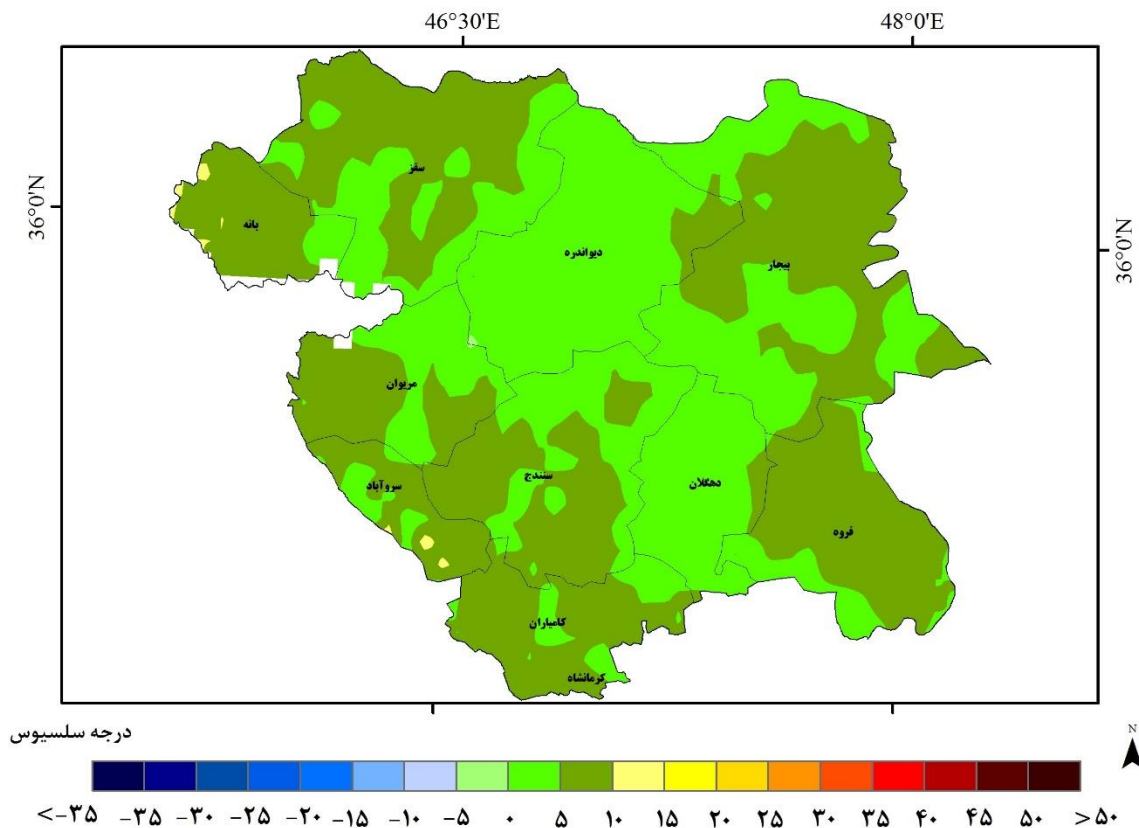 46°30'E
48°0'E
36°0'N
36°0'N
سقز
بانه
دیواندره
بیجار
مریوان
سروآباد
سنندج
دهگلان
قروه
کامیاران
کرمانشاه
درجه سلسیوس
N
<-۳۵ -۳۵ -۳۰ -۲۵ -۲۰ -۱۵ -۱۰ -۵ ۰ ۵ ۱۰ ۱۵ ۲۰ ۲۵ ۳۰ ۳۵ ۴۰ ۴۵ ۵۰ >۵۰